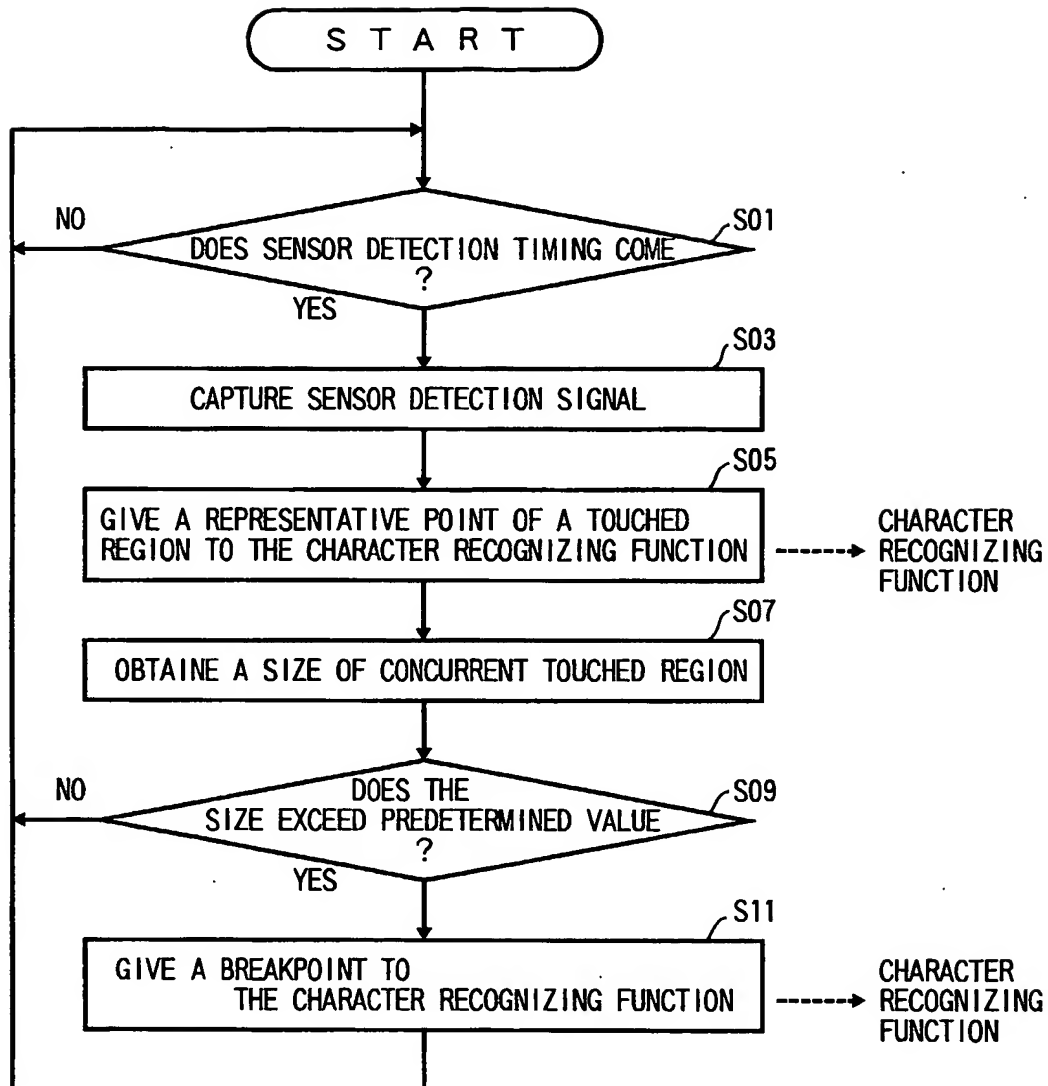 START
NO
S01
DOES SENSOR DETECTION TIMING COME
?
YES
S03
CAPTURE SENSOR DETECTION SIGNAL
S05
GIVE A REPRESENTATIVE POINT OF A TOUCHED
REGION TO THE CHARACTER RECOGNIZING FUNCTION
CHARACTER
RECOGNIZING
FUNCTION
S07
OBTAINE A SIZE OF CONCURRENT TOUCHED REGION
NO
S09
DOES THE
SIZE EXCEED PREDETERMINED VALUE
?
YES
S11
GIVE A BREAKPOINT TO
THE CHARACTER RECOGNIZING FUNCTION
CHARACTER
RECOGNIZING
FUNCTION